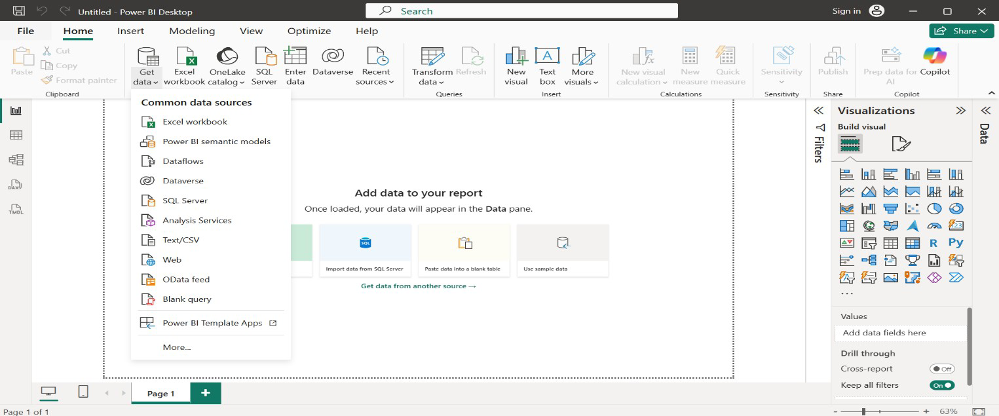 Untitled - Power BI Desktop
Search
Sign in
File
Home
Insert
Modeling
View
Optimize
Help
Share
Paste
Cut
Copy
Format painter
Clipboard
Get data
Excel workbook
OneLake catalog
SQL Server
Enter data
Dataverse
Recent sources
Transform data
Refresh
Queries
New visual
Text box
More visuals
Insert
New visual calculation
New measure
Quick measure
Calculations
Sensitivity
Sensitivity
Publish
Share
Prep data for AI
Copilot
Copilot
Common data sources
Excel workbook
Power BI semantic models
Dataflows
Dataverse
SQL Server
Analysis Services
Text/CSV
Web
OData feed
Blank query
Power BI Template Apps
More...
DAX
TMDL
Add data to your report
Once loaded, your data will appear in the Data pane.
SQL
Import data from SQL Server
Paste data into a blank table
Use sample data
Get data from another source →
Filters
Visualizations
Build visual
123
R
Py
...
Values
Add data fields here
Drill through
Cross-report
Off
Keep all filters
On
Data
Page 1
+
Page 1 of 1
- + 63%